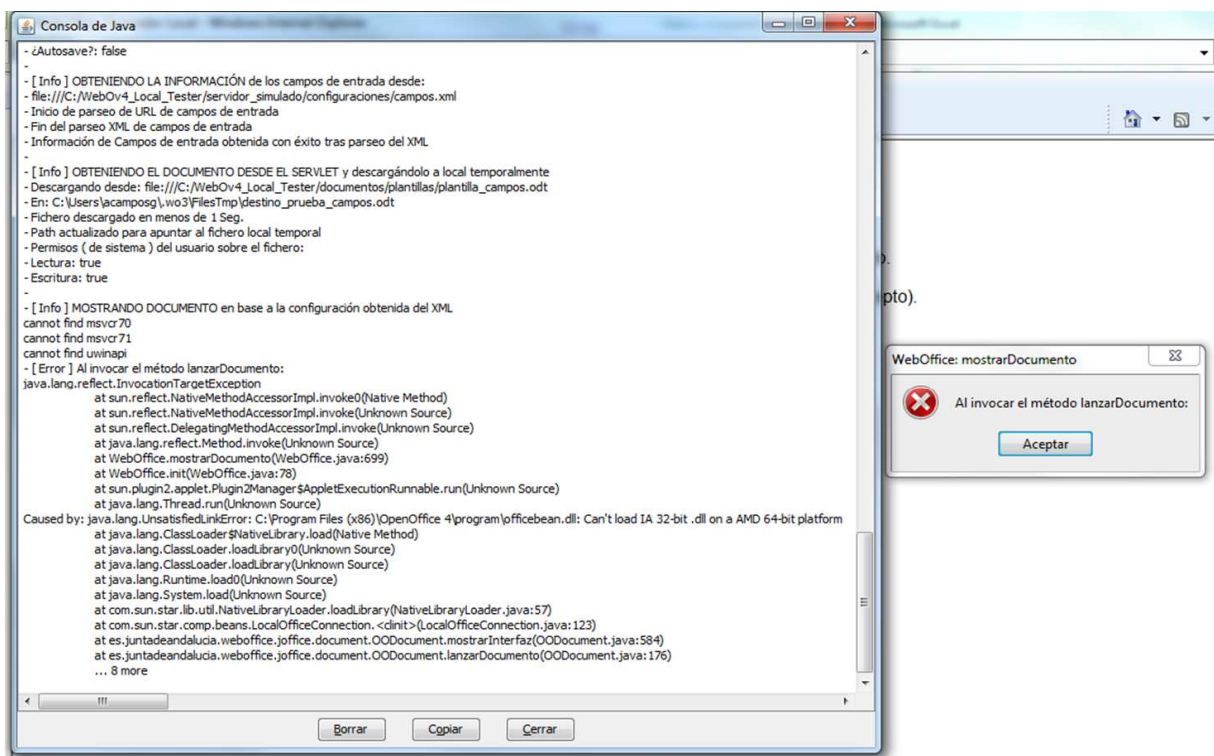 Consola de Java
- ¿Autosave?: false
-
- [ Info ] OBTENIENDO LA INFORMACIÓN de los campos de entrada desde:
- file:///C:/WebOv4_Local_Tester/servidor_simulado/configuraciones/campos.xml
- Inicio de parseo de URL de campos de entrada
- Fin del parseo XML de campos de entrada
- Información de Campos de entrada obtenida con éxito tras parseo del XML
-
- [ Info ] OBTENIENDO EL DOCUMENTO DESDE EL SERVLET y descargándolo a local temporalmente
- Descargando desde: file:///C:/WebOv4_Local_Tester/documentos/plantillas/plantilla_campos.odt
- En: C:\Users\acamposg\.wo3\FilesTmp\destino_prueba_campos.odt
- Fichero descargado en menos de 1 Seg.
- Path actualizado para apuntar al fichero local temporal
- Permisos ( de sistema ) del usuario sobre el fichero:
- Lectura: true
- Escritura: true
-
- [ Info ] MOSTRANDO DOCUMENTO en base a la configuración obtenida del XML
cannot find msvcr70
cannot find msvcr71
cannot find uwinapi
- [ Error ] Al invocar el método lanzarDocumento:
java.lang.reflect.InvocationTargetException
at sun.reflect.NativeMethodAccessorImpl.invoke0(Native Method)
at sun.reflect.NativeMethodAccessorImpl.invoke(Unknown Source)
at sun.reflect.DelegatingMethodAccessorImpl.invoke(Unknown Source)
at java.lang.reflect.Method.invoke(Unknown Source)
at WebOffice.mostrarDocumento(WebOffice.java:699)
at WebOffice.init(WebOffice.java:78)
at sun.plugin2.applet.Plugin2Manager$AppletExecutionRunnable.run(Unknown Source)
at java.lang.Thread.run(Unknown Source)
Caused by: java.lang.UnsatisfiedLinkError: C:\Program Files (x86)\OpenOffice 4\program\officebean.dll: Can't load IA 32-bit .dll on a AMD 64-bit platform
at java.lang.ClassLoader$NativeLibrary.load(Native Method)
at java.lang.ClassLoader.loadLibrary0(Unknown Source)
at java.lang.ClassLoader.loadLibrary(Unknown Source)
at java.lang.Runtime.load0(Unknown Source)
at java.lang.System.load(Unknown Source)
at com.sun.star.lib.util.NativeLibraryLoader.loadLibrary(NativeLibraryLoader.java:57)
at com.sun.star.comp.beans.LocalOfficeConnection.<clinit>(LocalOfficeConnection.java:123)
at es.juntadeandalucia.weboffice.joffice.document.OODocument.mostrarInterfaz(OODocument.java:584)
at es.juntadeandalucia.weboffice.joffice.document.OODocument.lanzarDocumento(OODocument.java:176)
... 8 more
Borrar Copiar Cerrar
pto).
WebOffice: mostrarDocumento
Al invocar el método lanzarDocumento:
Aceptar